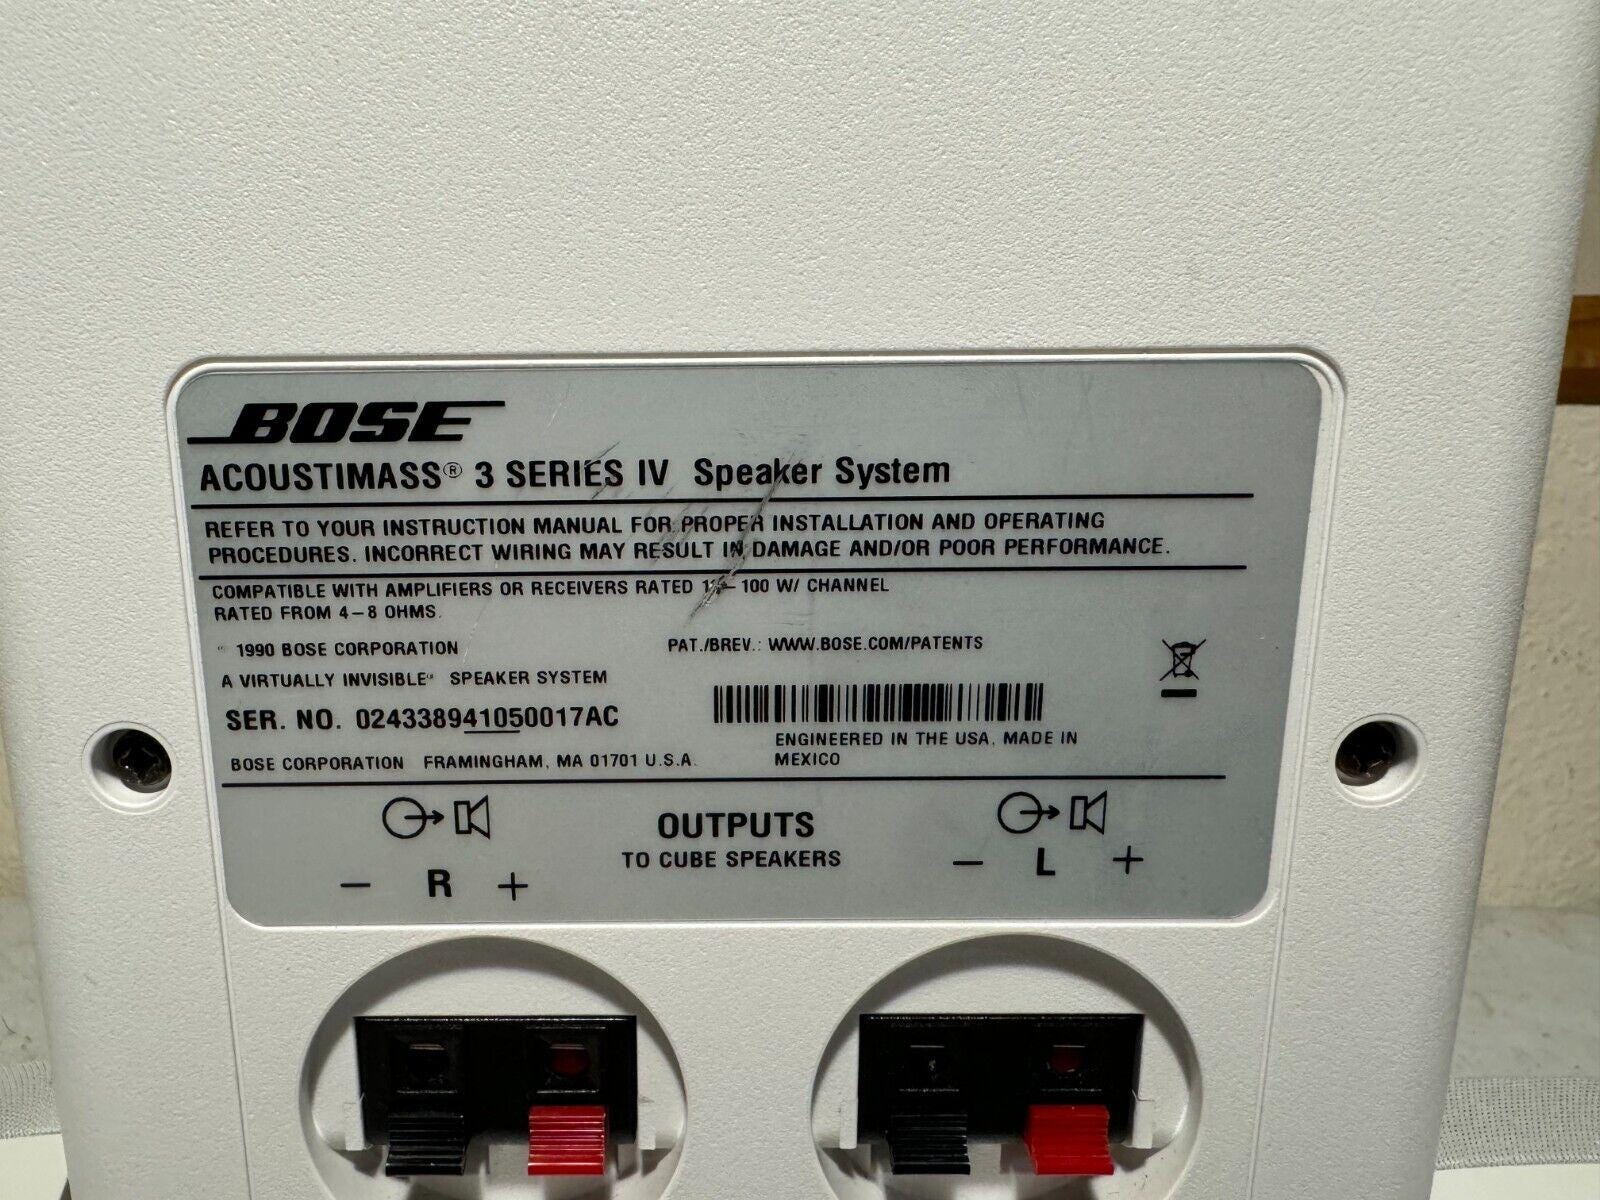 BOSE
ACOUSTIMASS® 3 SERIES IV Speaker System
REFER TO YOUR INSTRUCTION MANUAL FOR PROPER INSTALLATION AND OPERATING
PROCEDURES. INCORRECT WIRING MAY RESULT IN DAMAGE AND/OR POOR PERFORMANCE.
COMPATIBLE WITH AMPLIFIERS OR RECEIVERS RATED – 100 W/ CHANNEL
RATED FROM 4–8 OHMS.
1990 BOSE CORPORATION
PAT./BREV.: WWW.BOSE.COM/PATENTS
A VIRTUALLY INVISIBLE SPEAKER SYSTEM
SER. NO. 024338941050017AC
ENGINEERED IN THE USA, MADE IN
MEXICO
BOSE CORPORATION FRAMINGHAM, MA 01701 U.S.A.
OUTPUTS
TO CUBE SPEAKERS
– R +
– L +